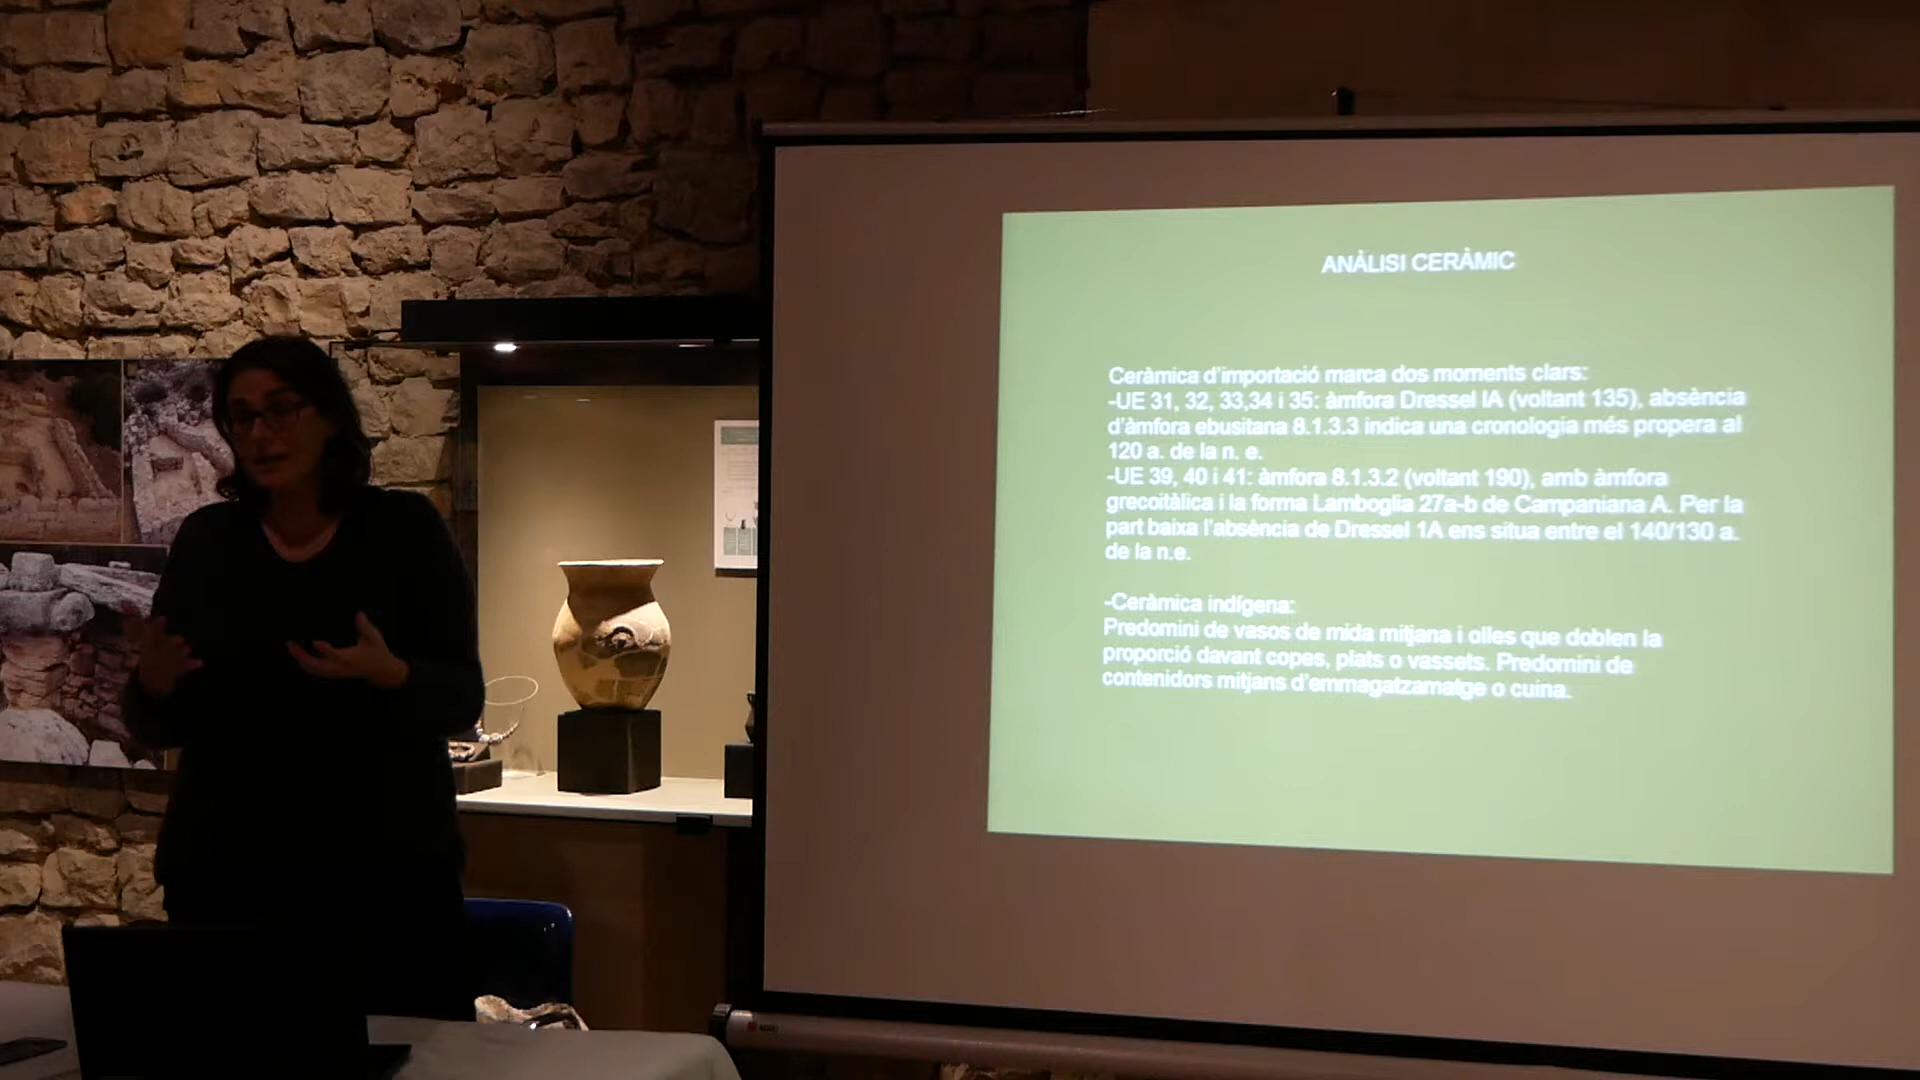 ANÀLISI CERÀMIC
Ceràmica d'importació marca dos moments clars:
-UE 31, 32, 33,34 i 35: àmfora Dressel IA (voltant 135), absència
d'àmfora ebusitana 8.1.3.3 indica una cronologia més propera al
120 a. de la n. e.
-UE 39, 40 i 41: àmfora 8.1.3.2 (voltant 190), amb àmfora
grecoitàlica i la forma Lamboglia 27a-b de Campaniana A. Per la
part baixa l'absència de Dressel 1A ens situa entre el 140/130 a.
de la n.e.
-Ceràmica indígena:
Predomini de vasos de mida mitjana i olles que doblen la
proporció davant copes, plats o vassets. Predomini de
contenidors mitjans d'emmagatzamatge o cuina.